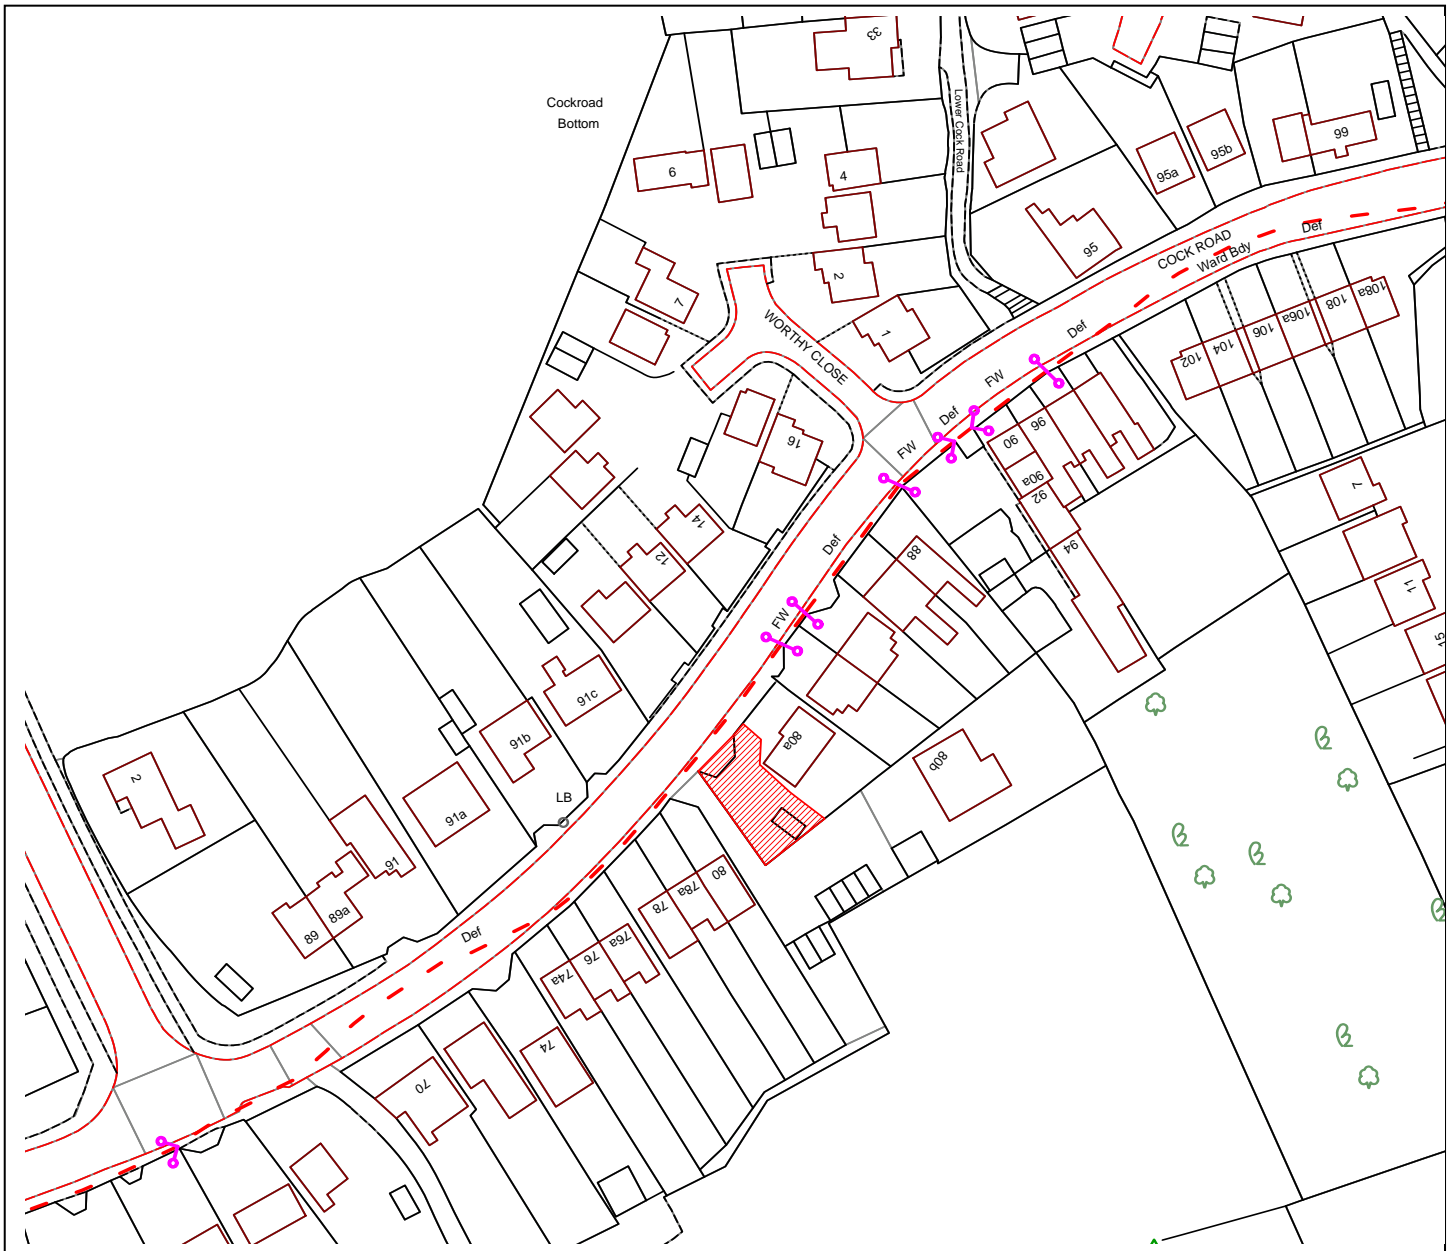 33
Cockroad
Bottom
Lower Cock Road
99
95b
95a
6
4
95
COCK ROAD
Def
Ward Bdy
2
7
108a
108
106a
106
104
102
WORTHY CLOSE
1
Def
FW
Def
FW
16
90
96
90a
92
94
7
11
15
14
12
Def
88
FW
91c
91b
80a
80b
2
LB
91a
91
89a
89
Def
80
78a
78
76a
76
74a
74
70